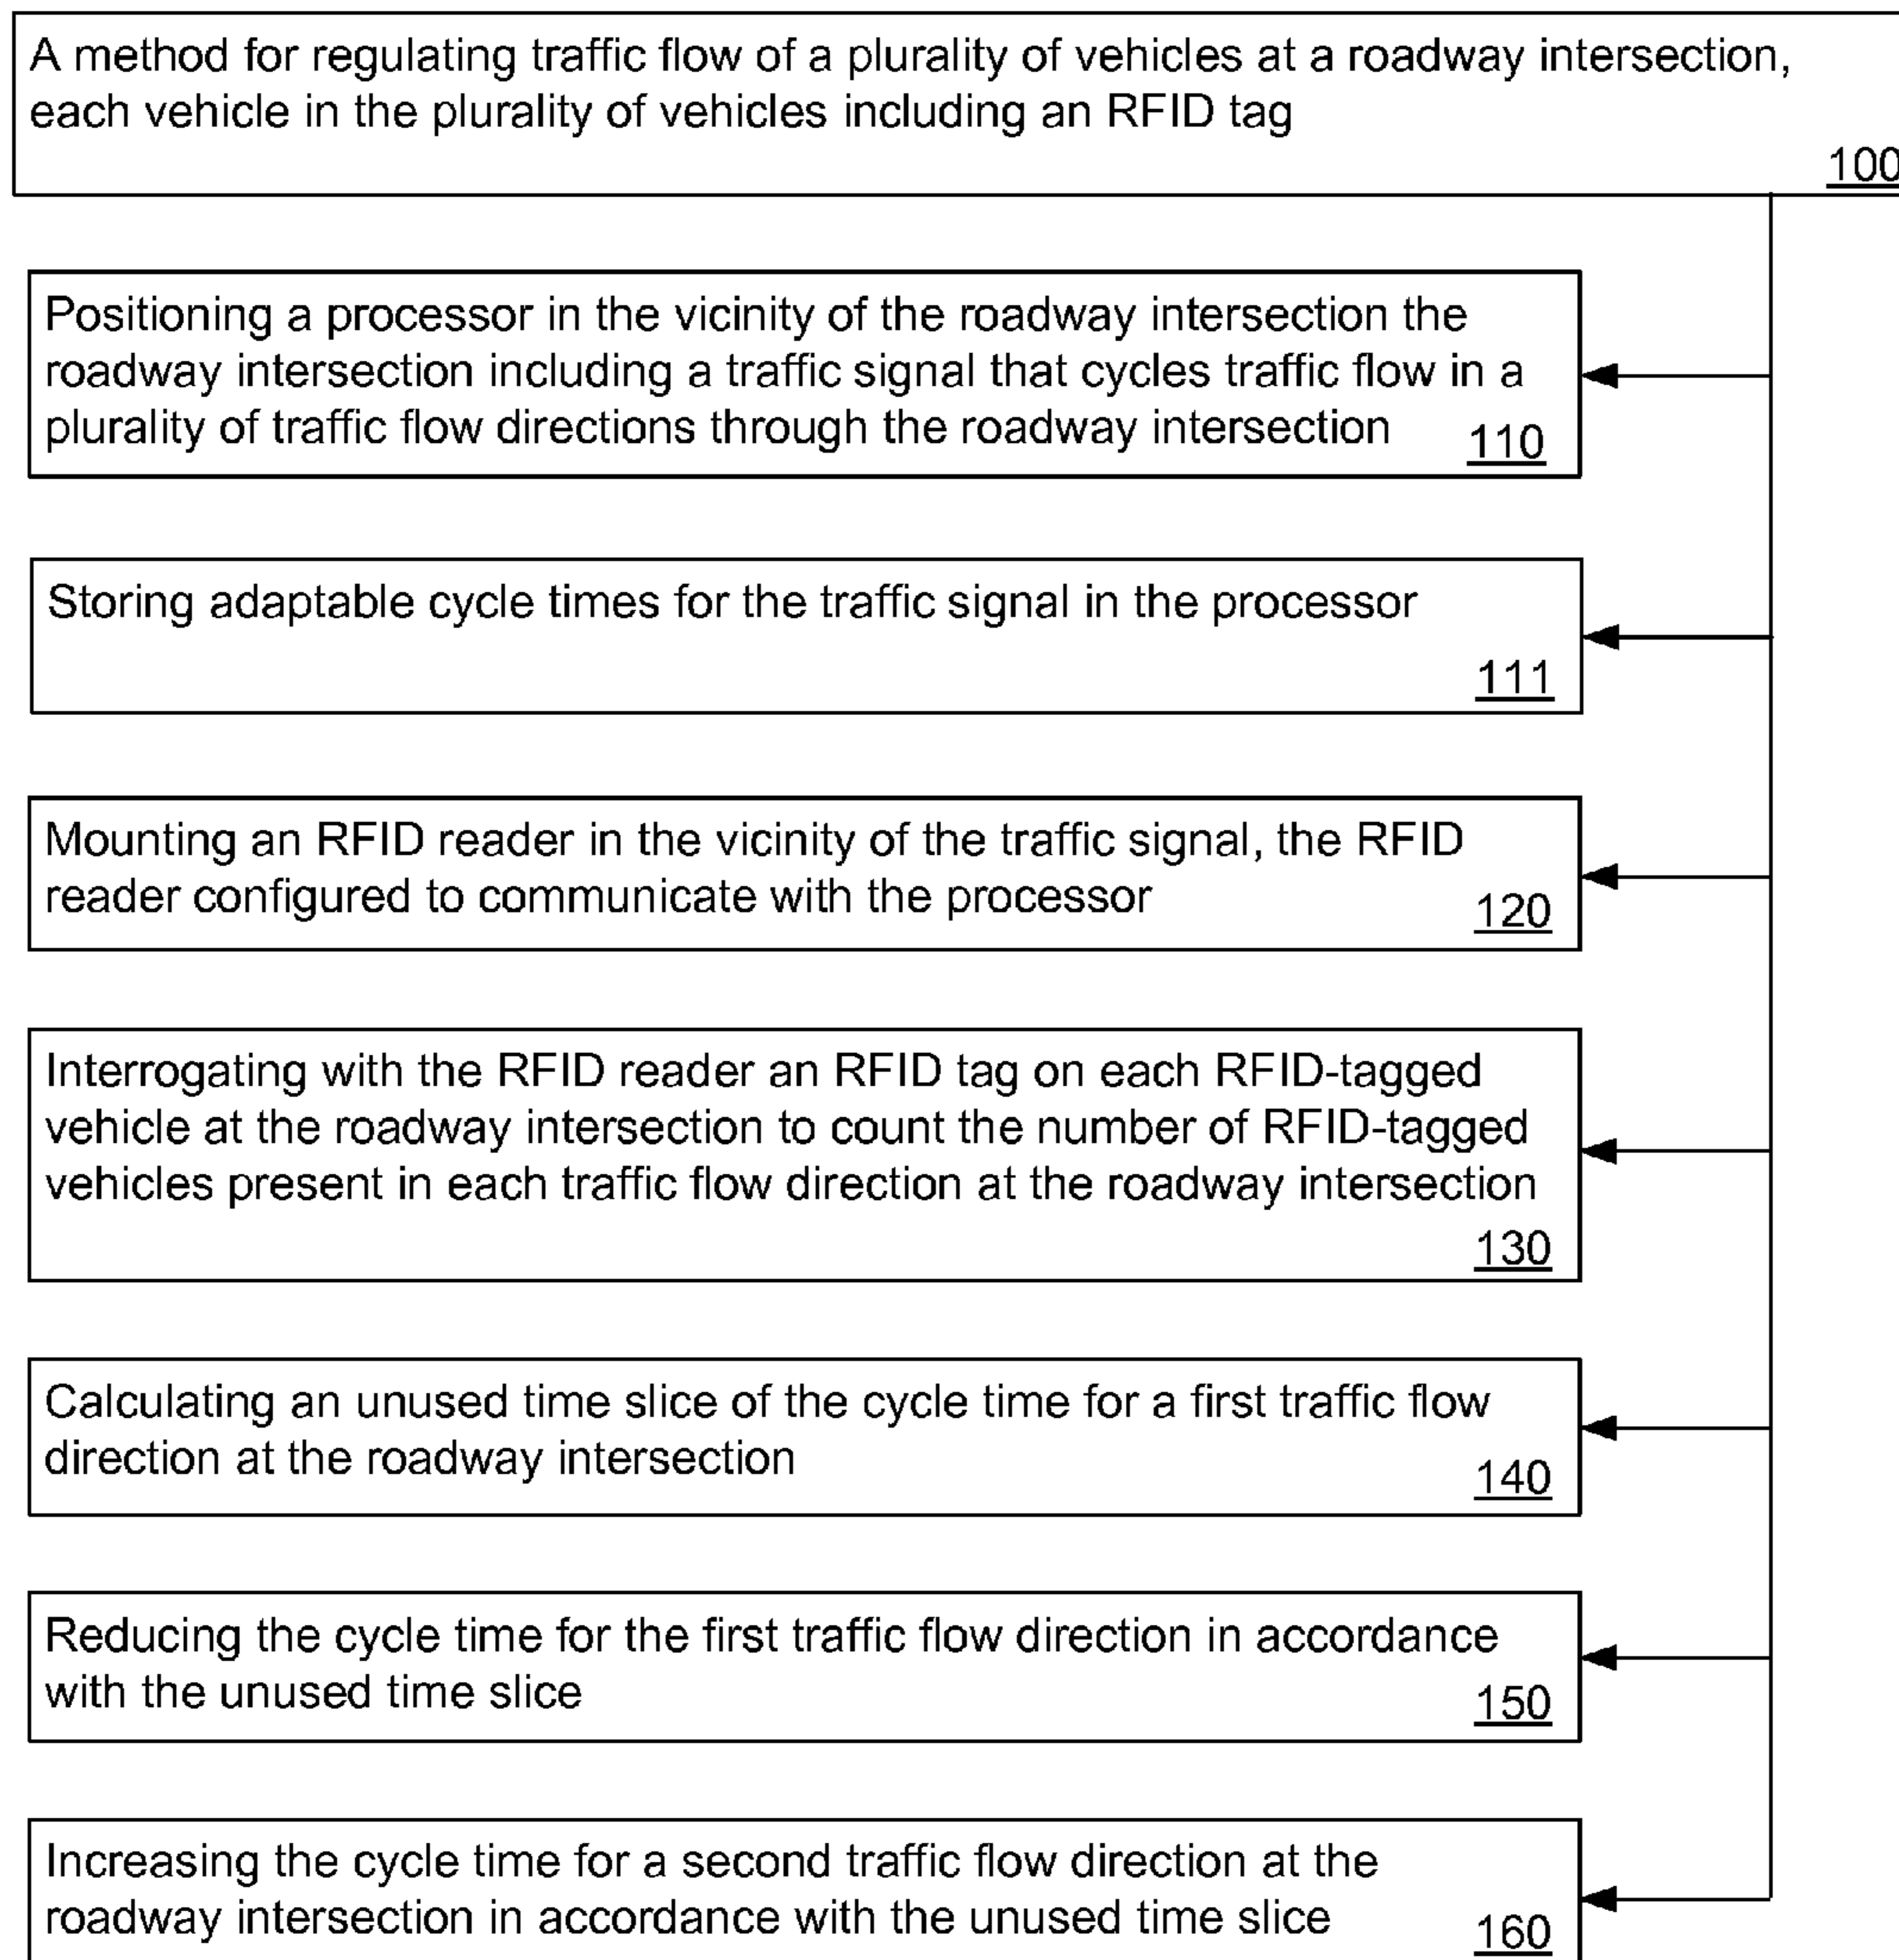 A method for regulating traffic flow of a plurality of vehicles at a roadway intersection,
each vehicle in the plurality of vehicles including an RFID tag
100
Positioning a processor in the vicinity of the roadway intersection the
roadway intersection including a traffic signal that cycles traffic flow in a
plurality of traffic flow directions through the roadway intersection
110
Storing adaptable cycle times for the traffic signal in the processor
111
Mounting an RFID reader in the vicinity of the traffic signal, the RFID
reader configured to communicate with the processor
120
Interrogating with the RFID reader an RFID tag on each RFID-tagged
vehicle at the roadway intersection to count the number of RFID-tagged
vehicles present in each traffic flow direction at the roadway intersection
130
Calculating an unused time slice of the cycle time for a first traffic flow
direction at the roadway intersection
140
Reducing the cycle time for the first traffic flow direction in accordance
with the unused time slice
150
Increasing the cycle time for a second traffic flow direction at the
roadway intersection in accordance with the unused time slice
160